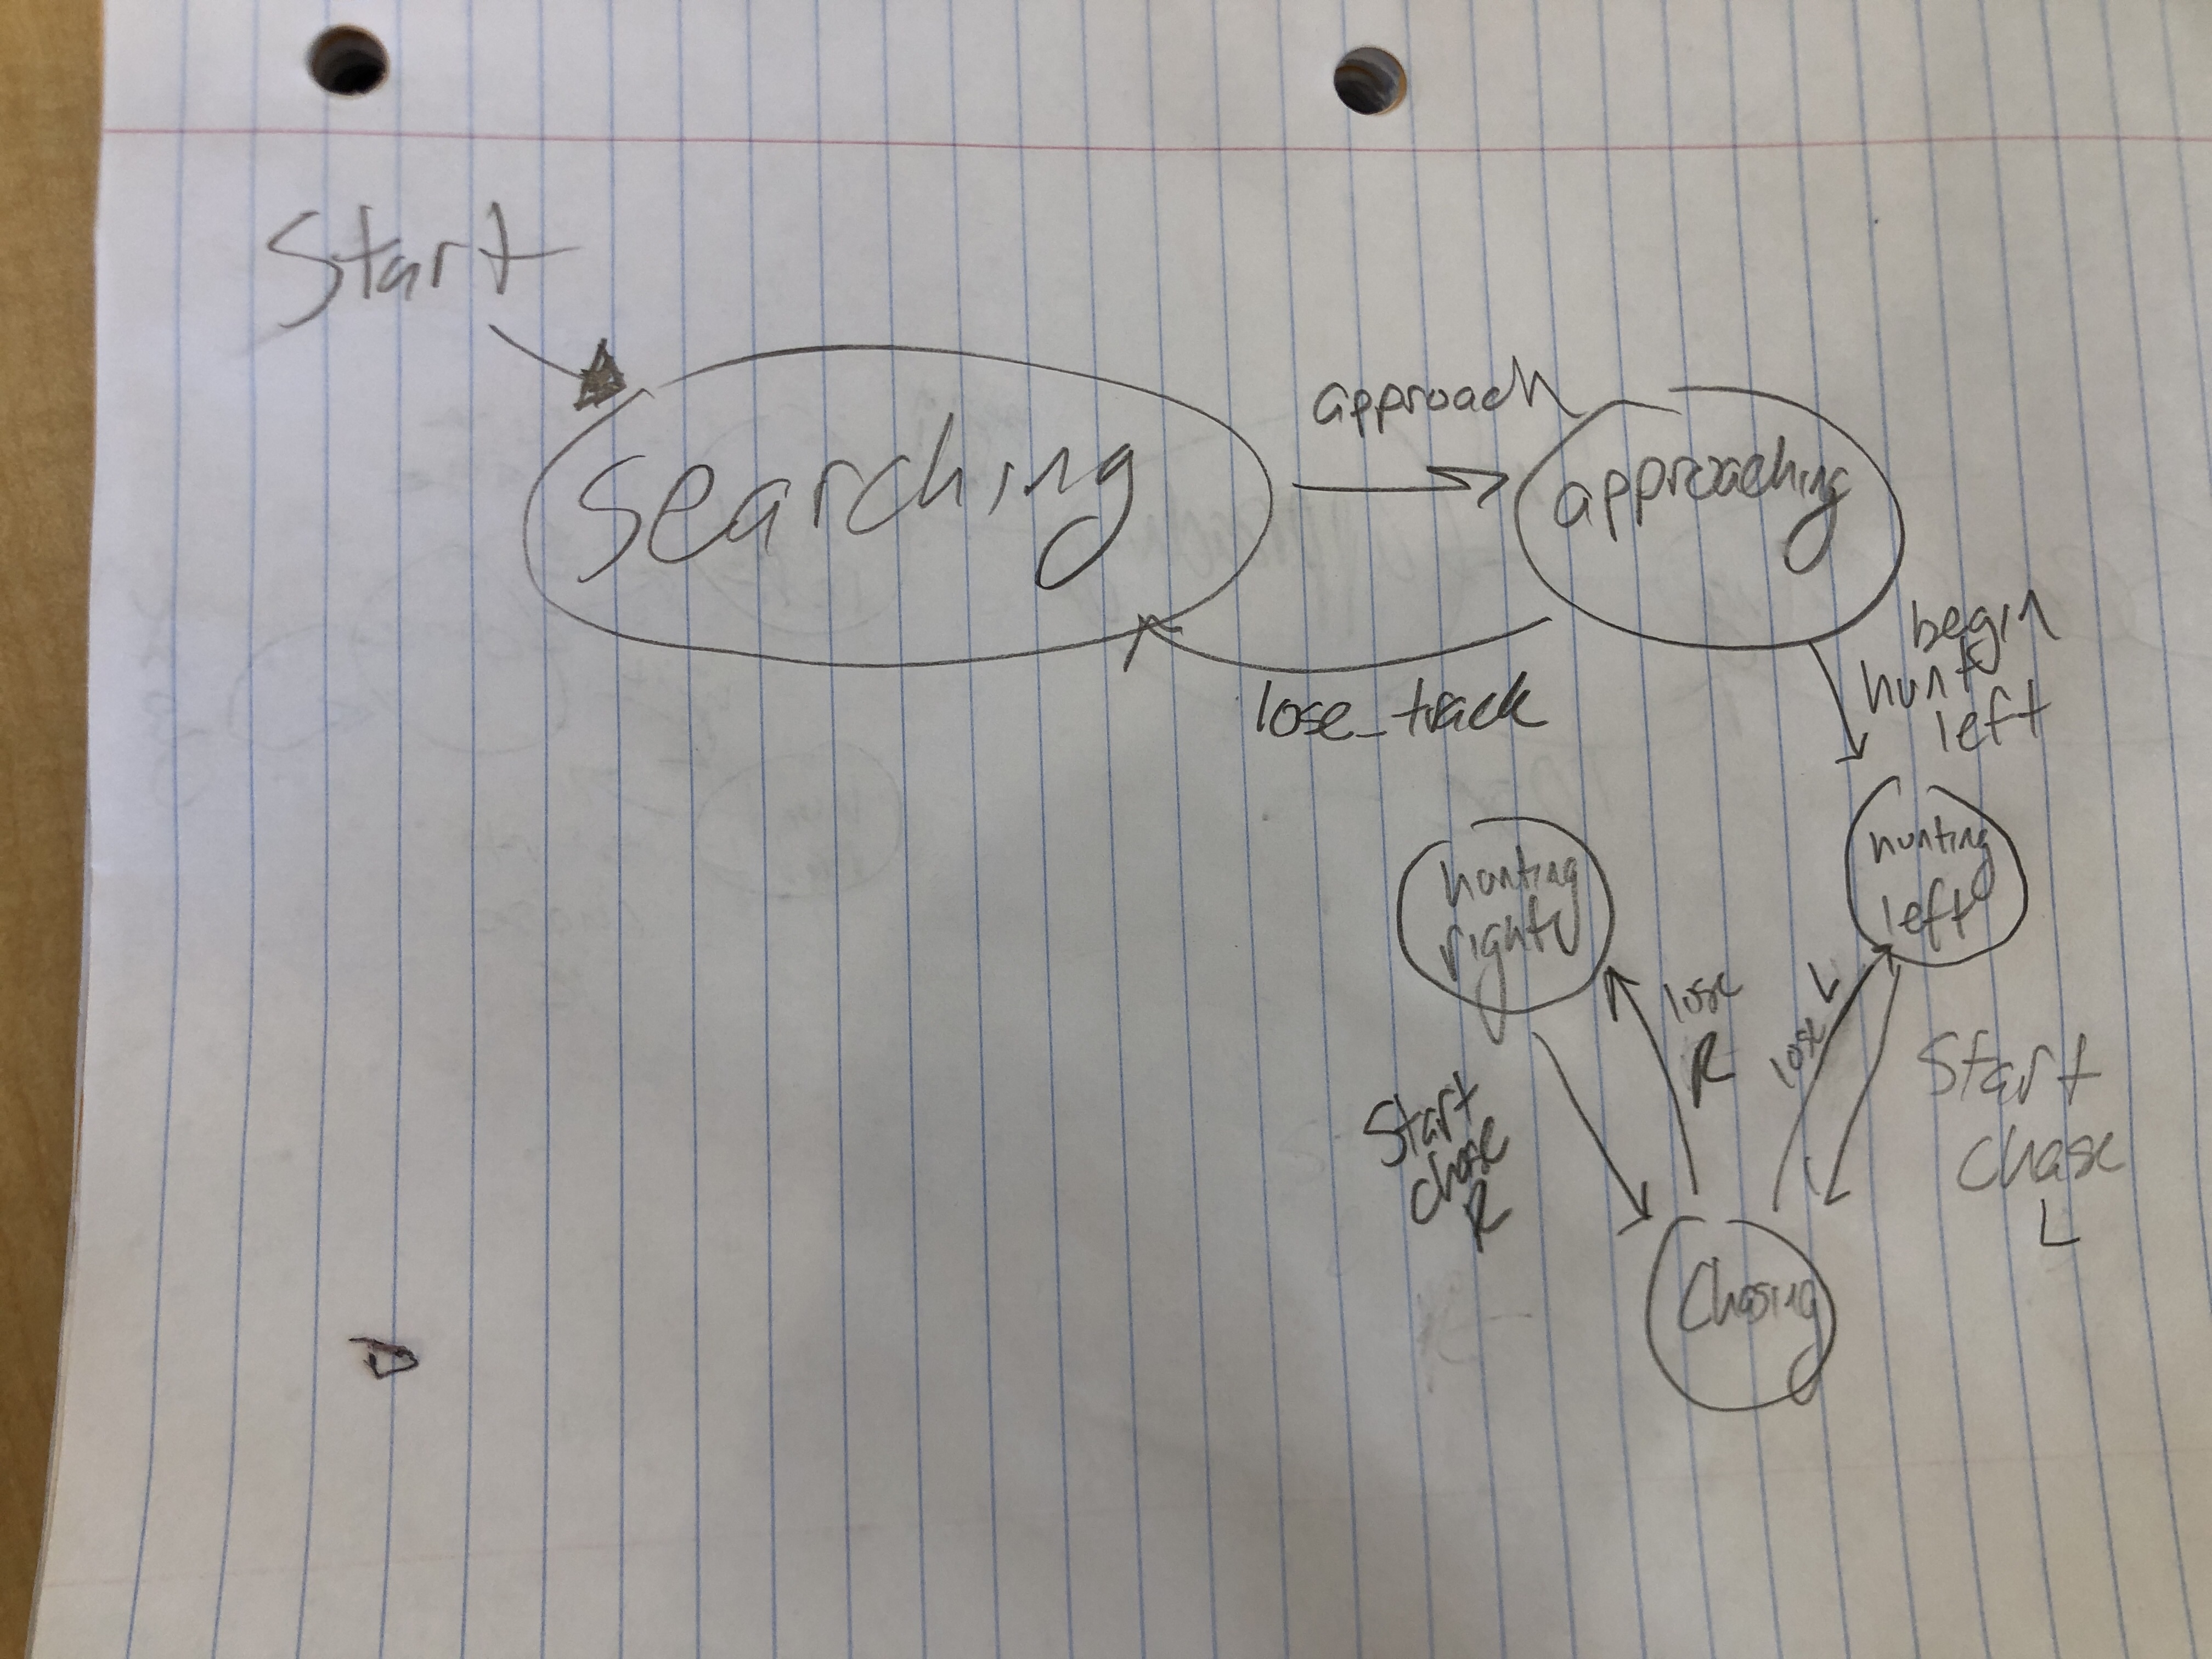 Start
Searching
approach
approaching
lose_track
begin
hunt
left
hunting
left
hunting
right
lose
R
lose L
Start
chase
R
Start
chase
L
Chasing